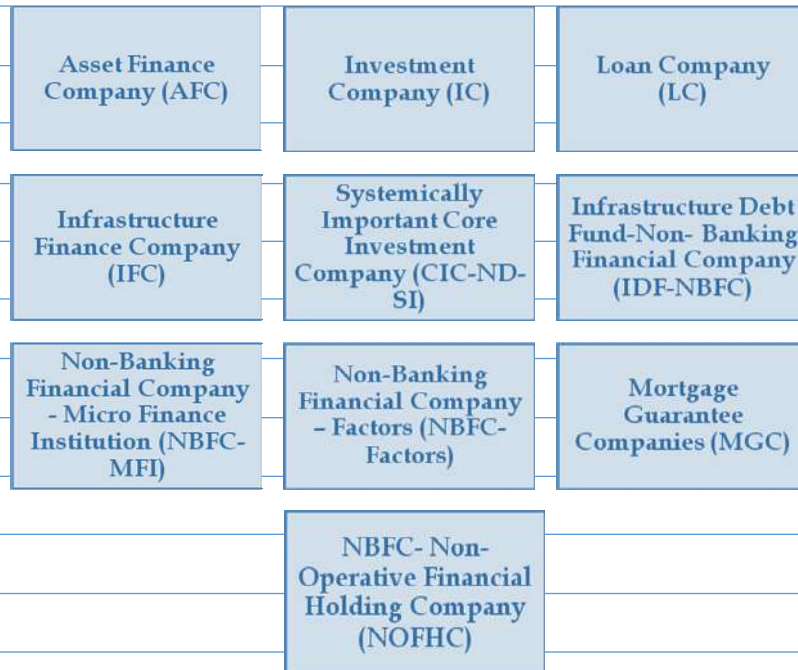 Asset Finance
Company (AFC)
Investment
Company (IC)
Loan Company
(LC)
Infrastructure
Finance Company
(IFC)
Systemically
Important Core
Investment
Company (CIC-ND-
SI)
Infrastructure Debt
Fund-Non- Banking
Financial Company
(IDF-NBFC)
Non-Banking
Financial Company
- Micro Finance
Institution (NBFC-
MFI)
Non-Banking
Financial Company
– Factors (NBFC-
Factors)
Mortgage
Guarantee
Companies (MGC)
NBFC- Non-
Operative Financial
Holding Company
(NOFHC)